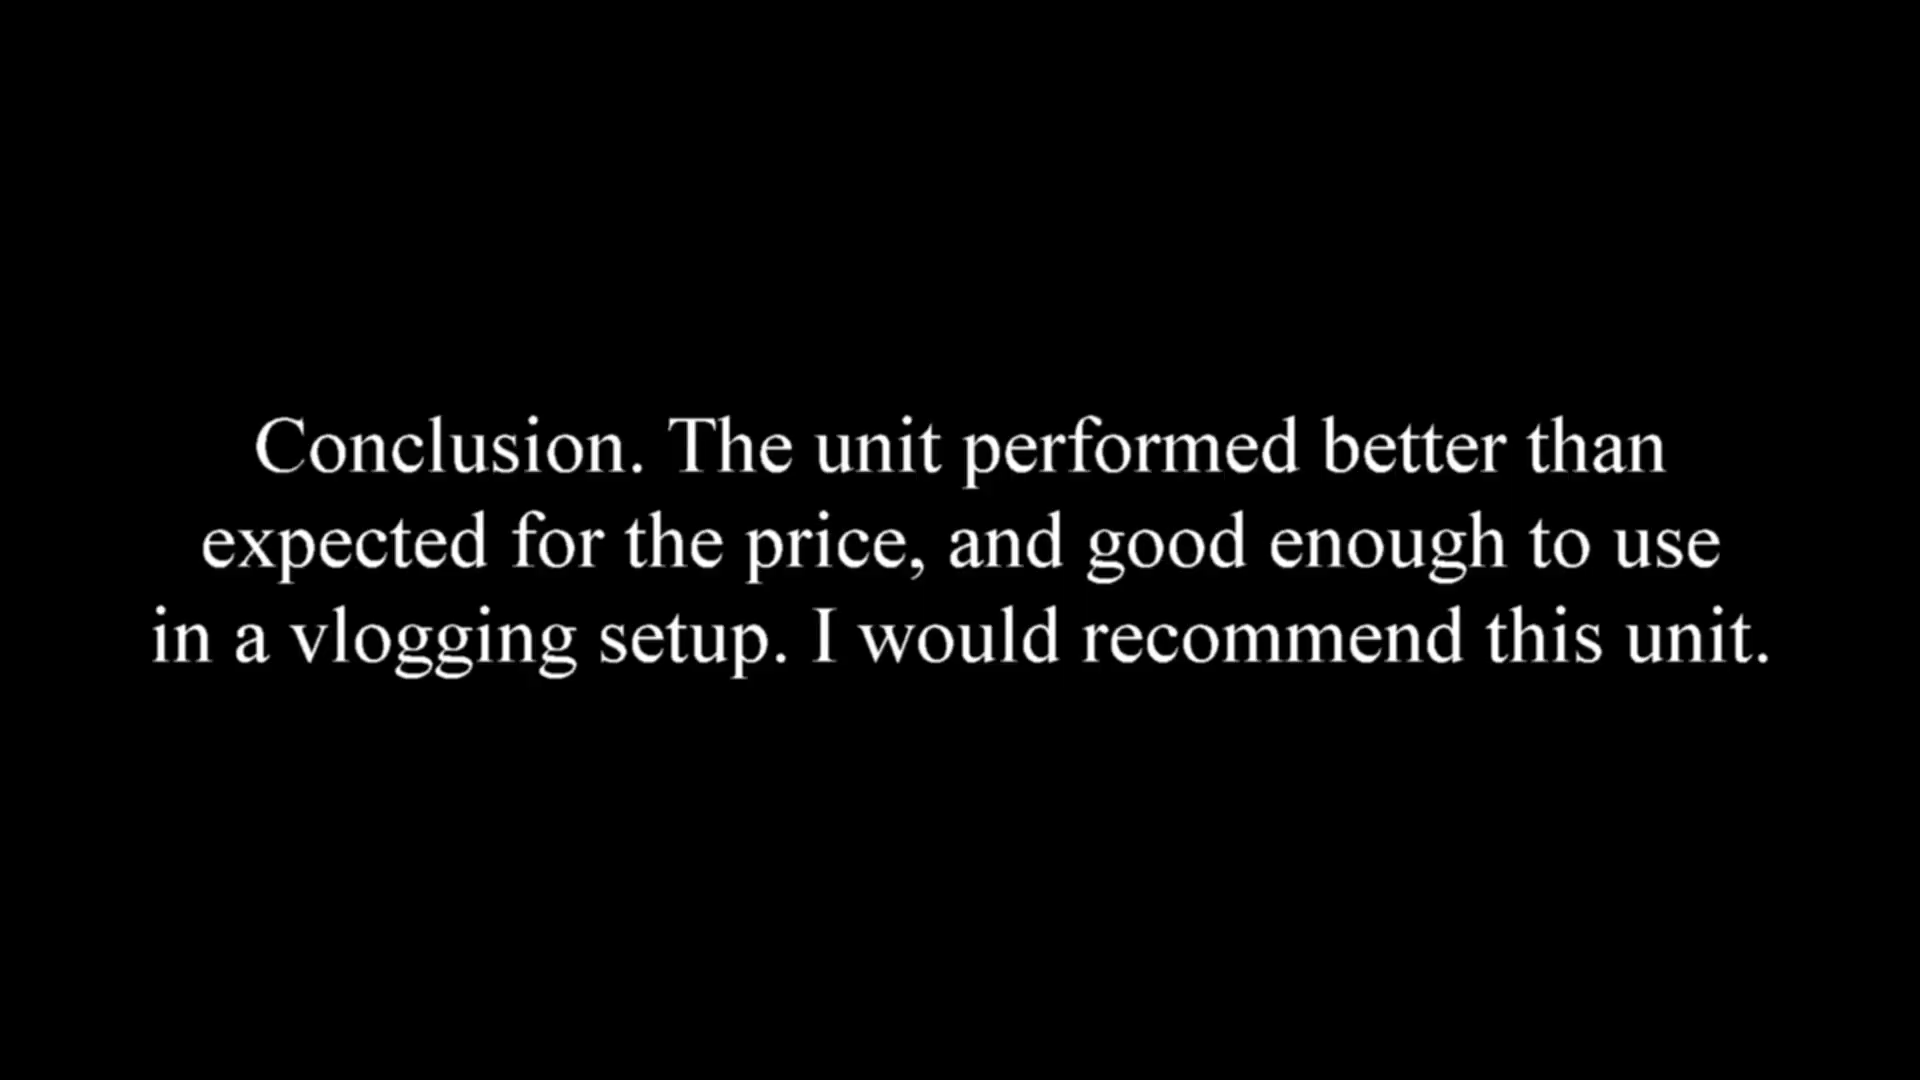 Conclusion. The unit performed better than
expected for the price, and good enough to use
in a vlogging setup. I would recommend this unit.